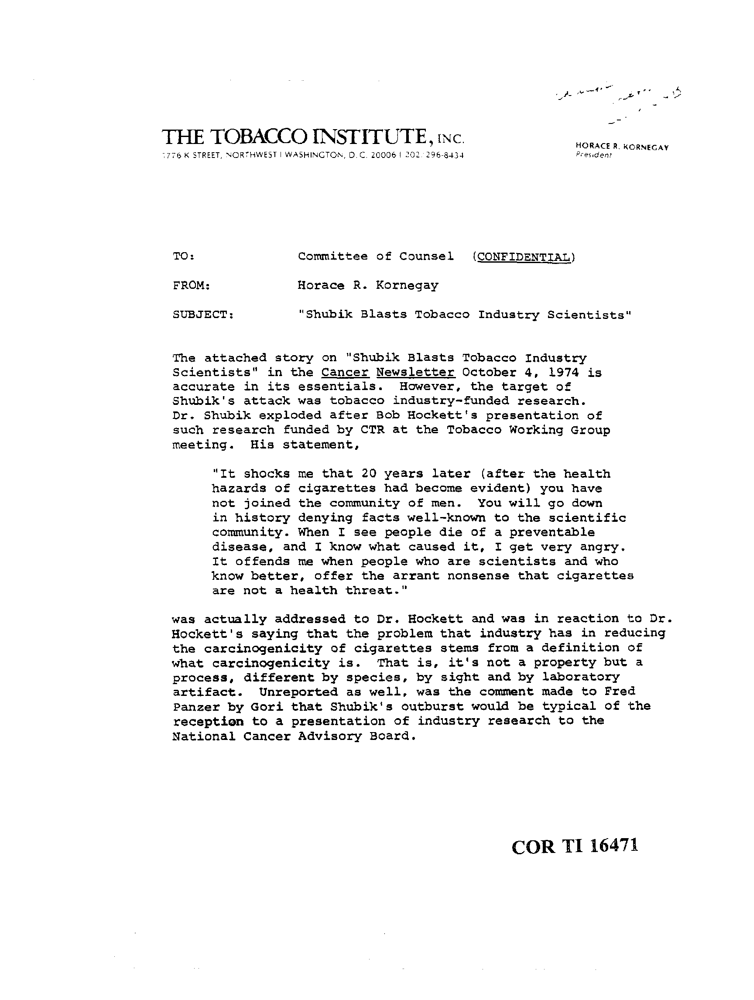 THE TOBACCO INSTITUTE, INC.
1776 K STREET, NORTHWEST | WASHINGTON, D. C. 20006 | 202/296-8434
HORACE R. KORNEGAY
President
TO: Committee of Counsel (CONFIDENTIAL)
FROM: Horace R. Kornegay
SUBJECT: "Shubik Blasts Tobacco Industry Scientists"
The attached story on "Shubik Blasts Tobacco Industry
Scientists" in the Cancer Newsletter October 4, 1974 is
accurate in its essentials. However, the target of
Shubik's attack was tobacco industry-funded research.
Dr. Shubik exploded after Bob Hockett's presentation of
such research funded by CTR at the Tobacco Working Group
meeting. His statement,
"It shocks me that 20 years later (after the health
hazards of cigarettes had become evident) you have
not joined the community of men. You will go down
in history denying facts well-known to the scientific
community. When I see people die of a preventable
disease, and I know what caused it, I get very angry.
It offends me when people who are scientists and who
know better, offer the arrant nonsense that cigarettes
are not a health threat."
was actually addressed to Dr. Hockett and was in reaction to Dr.
Hockett's saying that the problem that industry has in reducing
the carcinogenicity of cigarettes stems from a definition of
what carcinogenicity is. That is, it's not a property but a
process, different by species, by sight and by laboratory
artifact. Unreported as well, was the comment made to Fred
Panzer by Gori that Shubik's outburst would be typical of the
reception to a presentation of industry research to the
National Cancer Advisory Board.
COR TI 16471